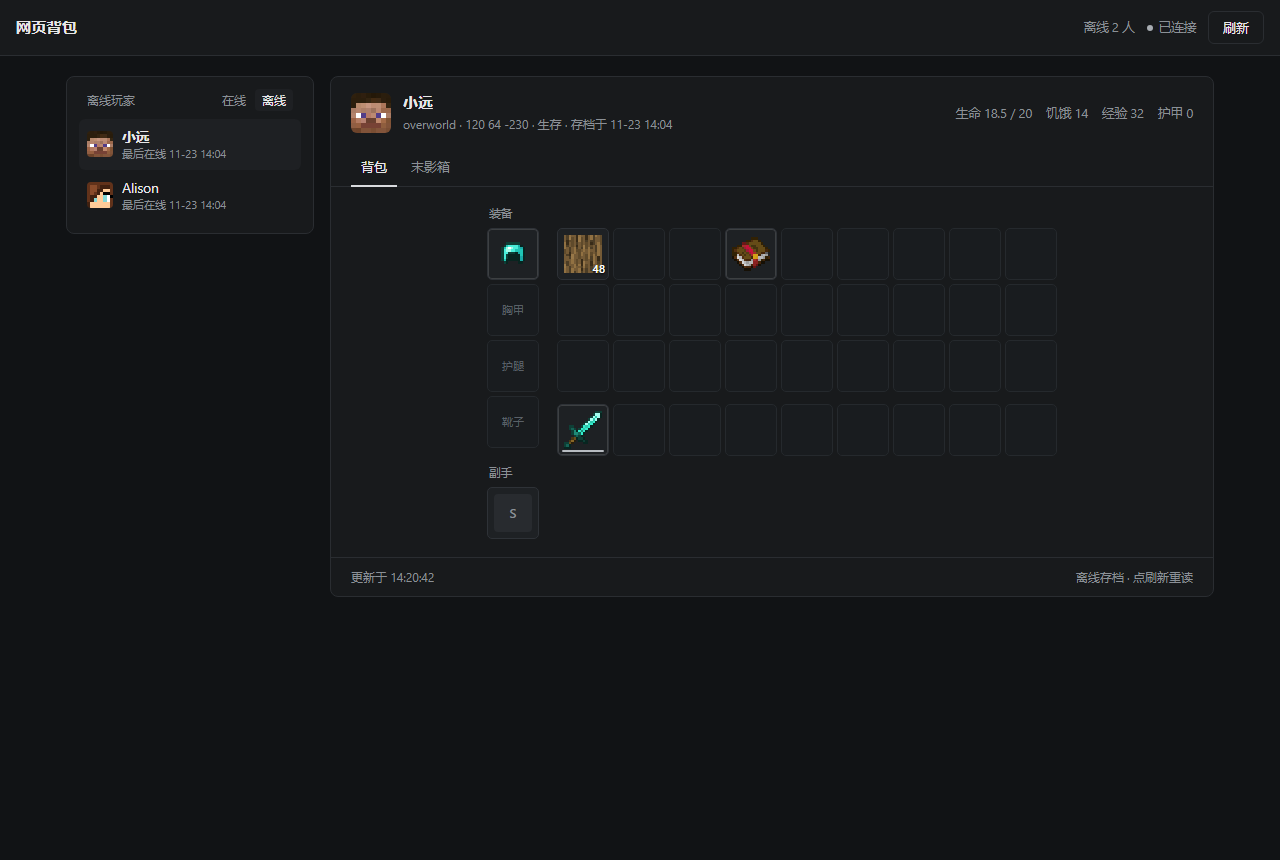 网页背包
离线 2 人
已连接
刷新
离线玩家
在线
离线
小远
最后在线 11-23 14:04
Alison
最后在线 11-23 14:04
小远
overworld · 120 64 -230 · 生存 · 存档于 11-23 14:04
生命 18.5 / 20
饥饿 14
经验 32
护甲 0
背包
末影箱
装备
48
胸甲
护腿
靴子
副手
S
更新于 14:20:42
离线存档 · 点刷新重读